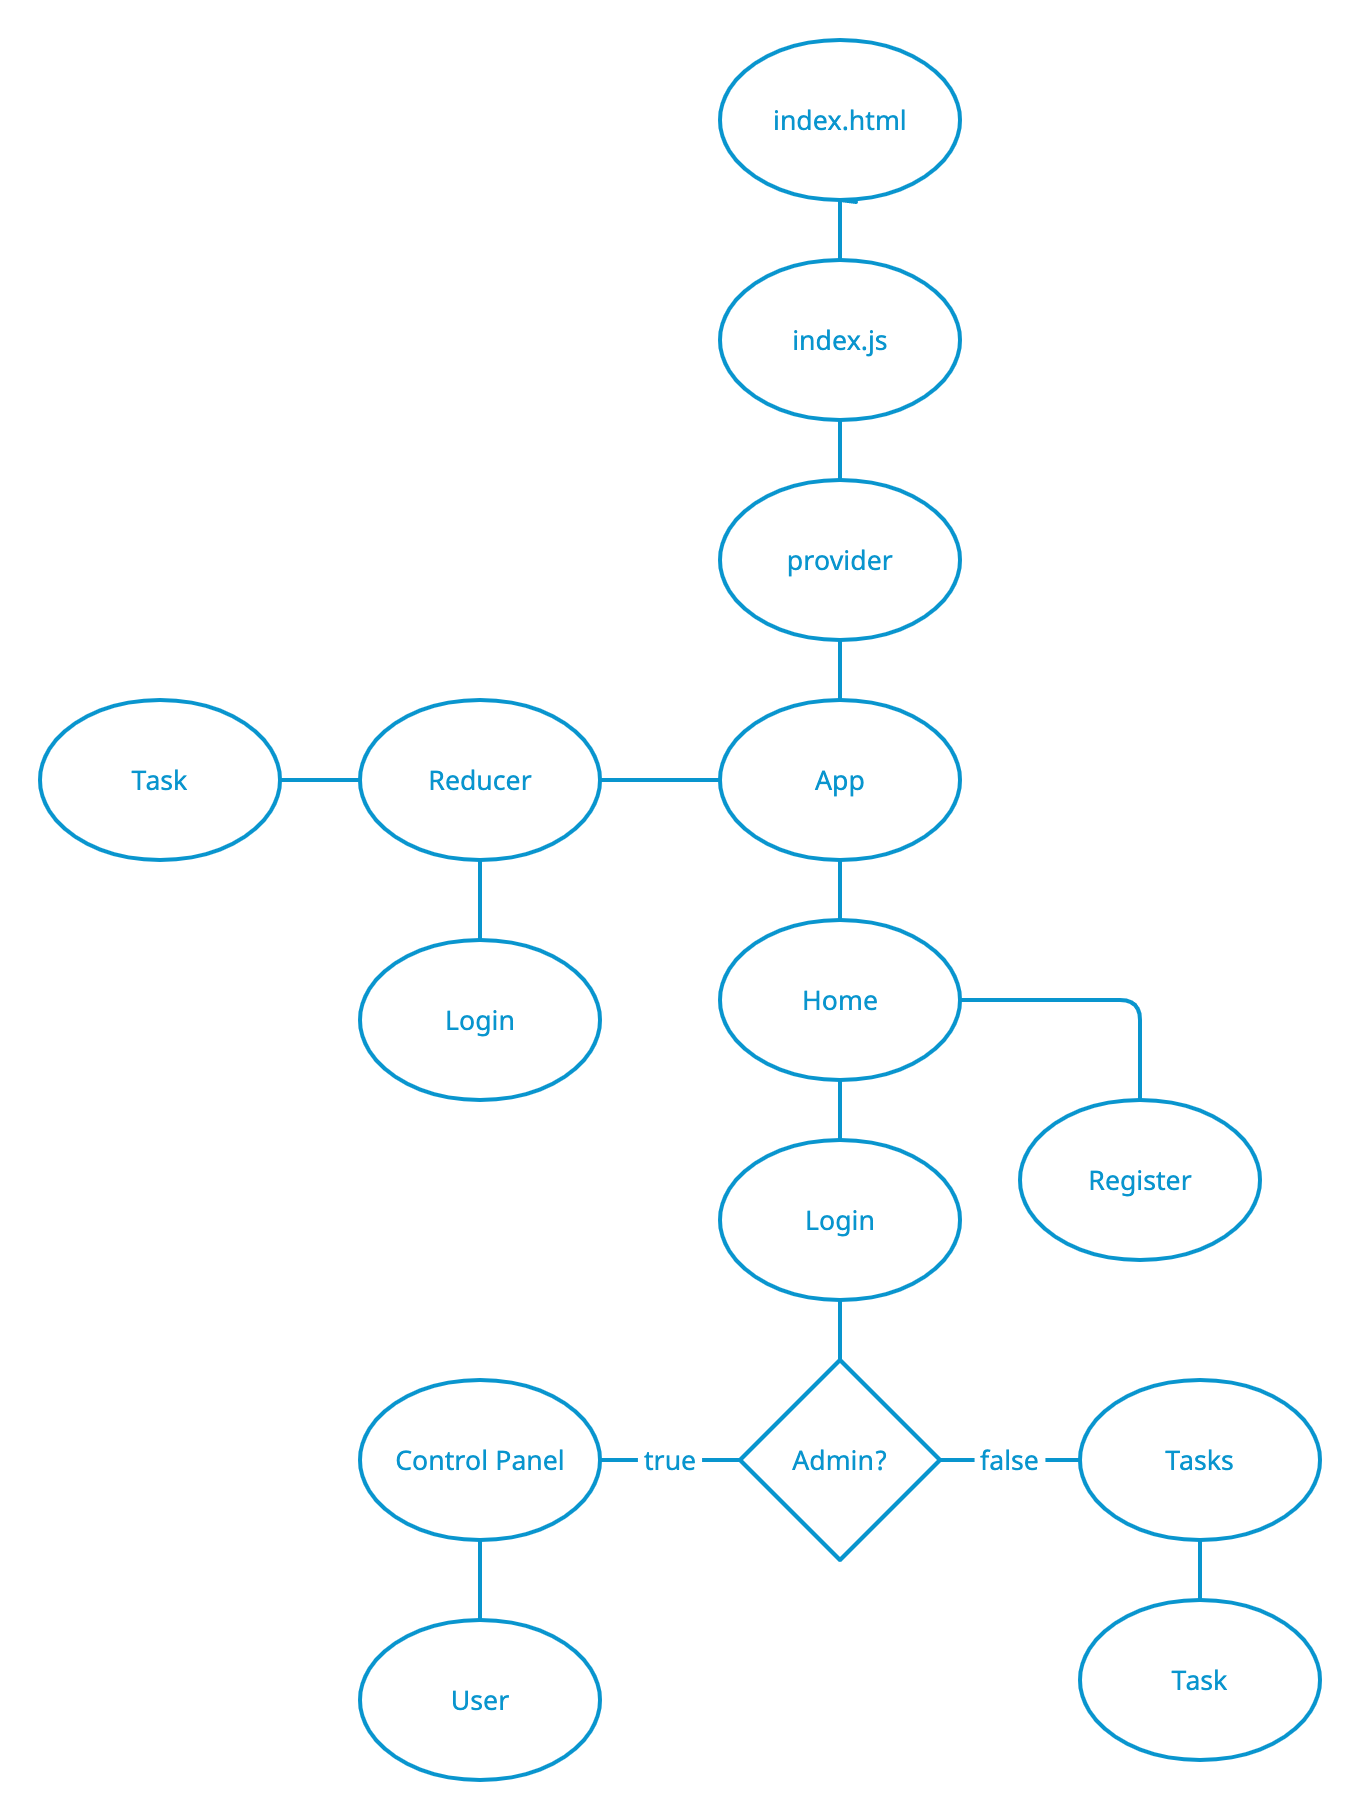 index.html
index.js
provider
Task
Reducer
App
Login
Home
Register
Login
Control Panel
true
Admin?
false
Tasks
User
Task